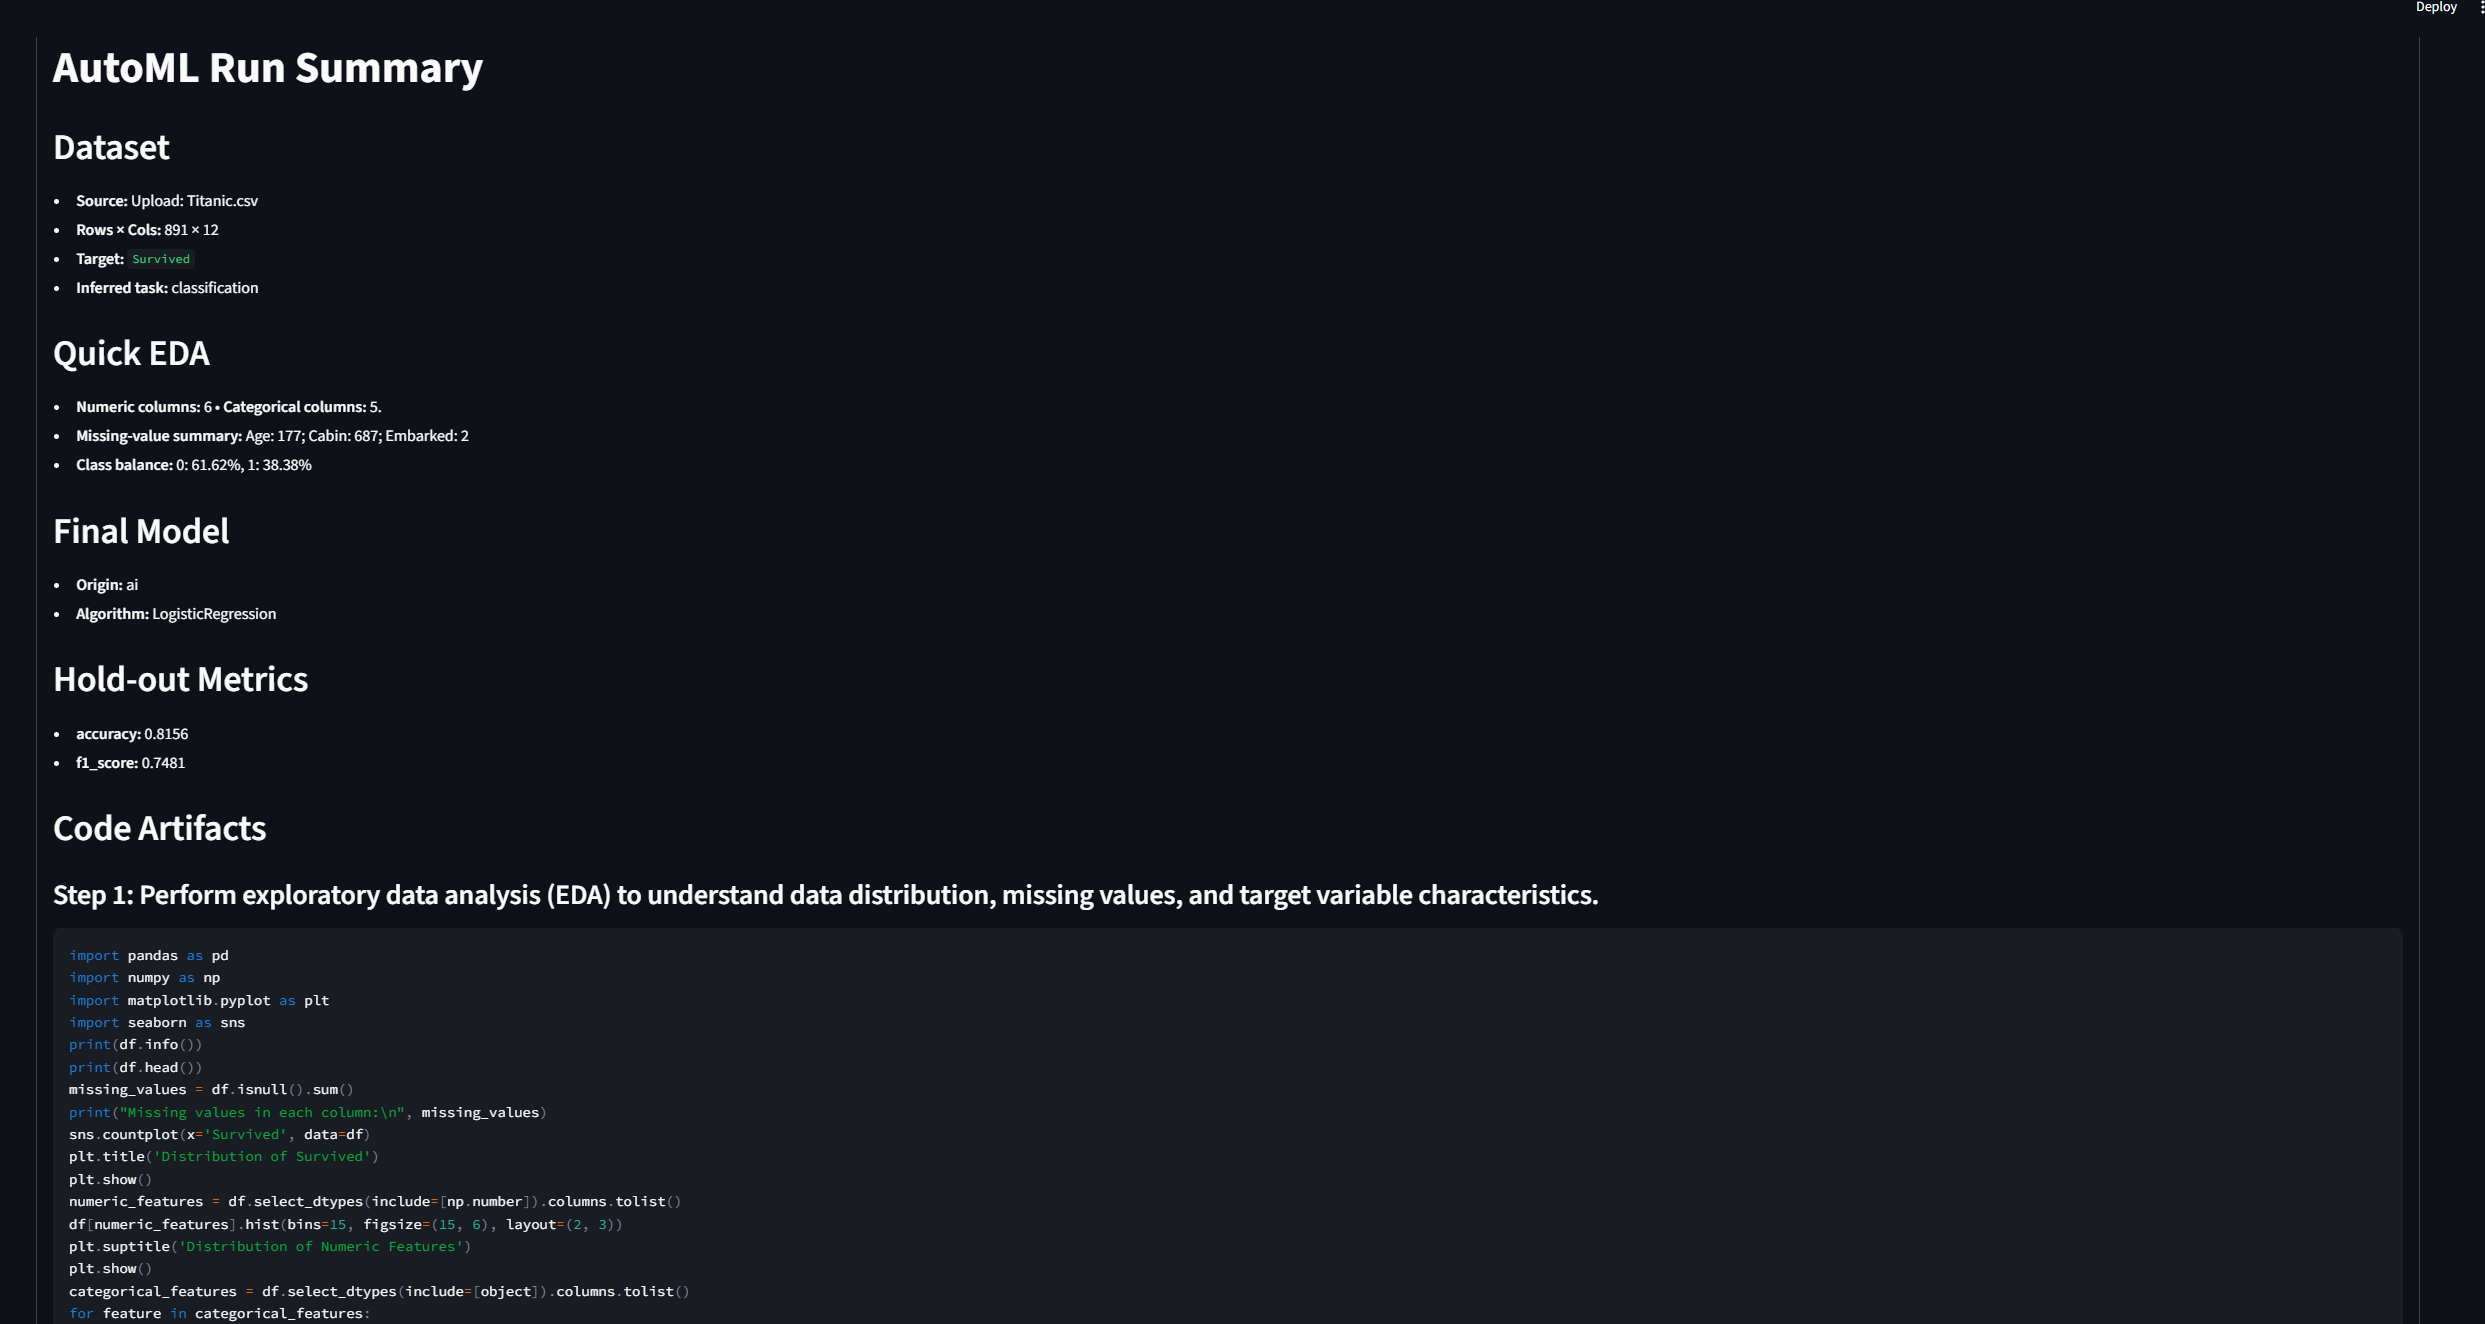 Deploy
AutoML Run Summary
Dataset
• Source: Upload: Titanic.csv
• Rows × Cols: 891 × 12
• Target: Survived
• Inferred task: classification
Quick EDA
• Numeric columns: 6 • Categorical columns: 5.
• Missing-value summary: Age: 177; Cabin: 687; Embarked: 2
• Class balance: 0: 61.62%, 1: 38.38%
Final Model
• Origin: ai
• Algorithm: LogisticRegression
Hold-out Metrics
• accuracy: 0.8156
• f1_score: 0.7481
Code Artifacts
Step 1: Perform exploratory data analysis (EDA) to understand data distribution, missing values, and target variable characteristics.
import pandas as pd
import numpy as np
import matplotlib.pyplot as plt
import seaborn as sns
print(df.info())
print(df.head())
missing_values = df.isnull().sum()
print("Missing values in each column:\n", missing_values)
sns.countplot(x='Survived', data=df)
plt.title('Distribution of Survived')
plt.show()
numeric_features = df.select_dtypes(include=[np.number]).columns.tolist()
df[numeric_features].hist(bins=15, figsize=(15, 6), layout=(2, 3))
plt.suptitle('Distribution of Numeric Features')
plt.show()
categorical_features = df.select_dtypes(include=[object]).columns.tolist()
for feature in categorical_features: